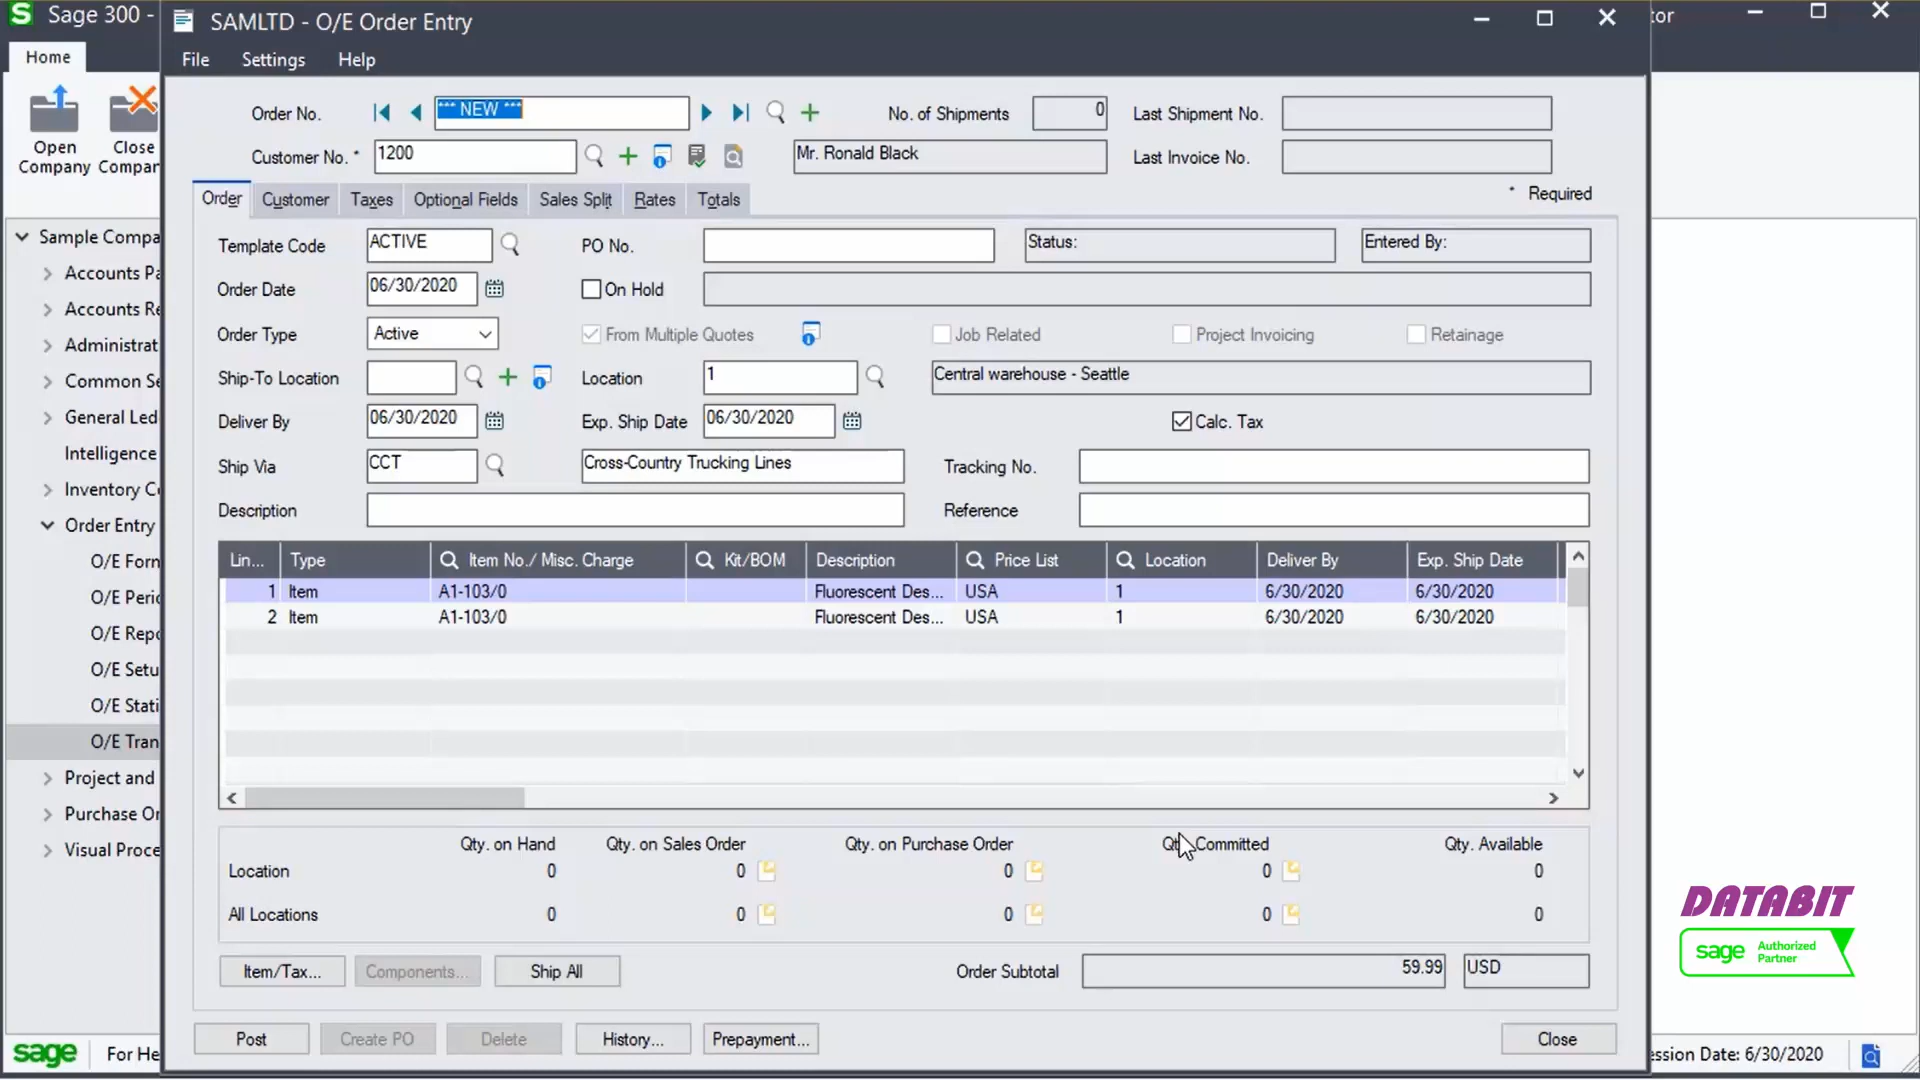 Sage 300 -
SAMLTD - O/E Order Entry
tor
Home
File Settings Help
Open Company
Close Compar
Order No. *** NEW *** No. of Shipments 0 Last Shipment No.
Customer No. * 1200 Mr. Ronald Black Last Invoice No.
Order Customer Taxes Optional Fields Sales Split Rates Totals * Required
Template Code ACTIVE PO No. Status: Entered By:
Order Date 06/30/2020 On Hold
Order Type Active From Multiple Quotes Job Related Project Invoicing Retainage
Ship-To Location Location 1 Central warehouse - Seattle
Deliver By 06/30/2020 Exp. Ship Date 06/30/2020 Calc. Tax
Ship Via CCT Cross-Country Trucking Lines Tracking No.
Description Reference
Lin... Type Item No./ Misc. Charge Kit/BOM Description Price List Location Deliver By Exp. Ship Date
1 Item A1-103/0 Fluorescent Des... USA 1 6/30/2020 6/30/2020
2 Item A1-103/0 Fluorescent Des... USA 1 6/30/2020 6/30/2020
Qty. on Hand Qty. on Sales Order Qty. on Purchase Order Qty. Committed Qty. Available
Location 0 0 0 0 0
All Locations 0 0 0 0 0
Item/Tax... Components... Ship All Order Subtotal 59.99 USD
Post Create PO Delete History... Prepayment... Close
Sample Compa
Accounts Pa
Accounts Re
Administrat
Common Se
General Led
Intelligence
Inventory Co
Order Entry
O/E Forn
O/E Peric
O/E Repo
O/E Setu
O/E Stati
O/E Tran
Project and
Purchase Or
Visual Proce
DATABIT
sage Authorized Partner
sage For He
ession Date: 6/30/2020